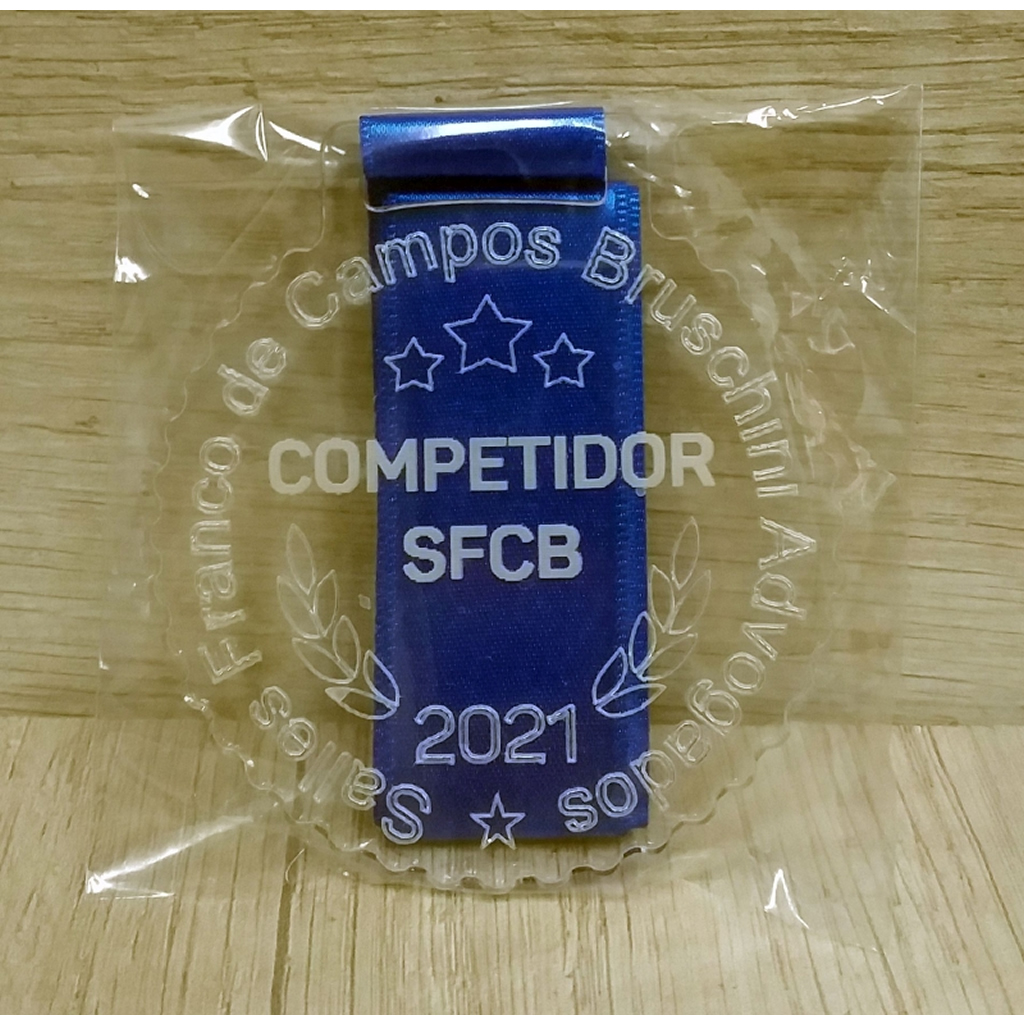 Salles Franco de Campos Bruschini Advogados
COMPETIDOR
SFCB
2021